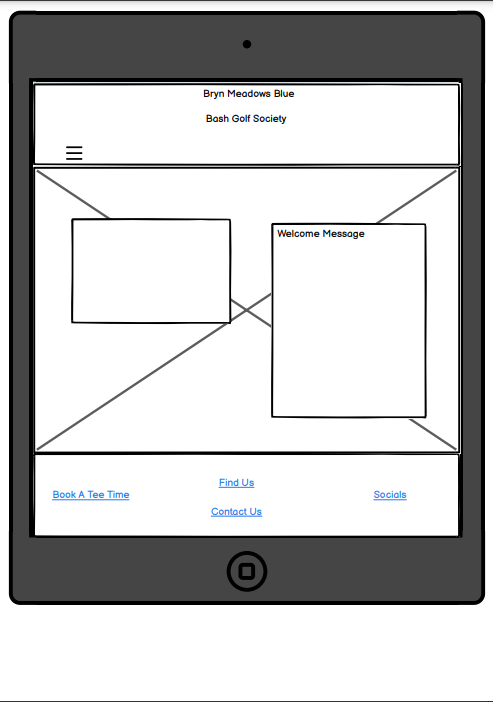 Bryn Meadows Blue
Bash Golf Society
Welcome Message
Find Us
Book A Tee Time
Socials
Contact Us